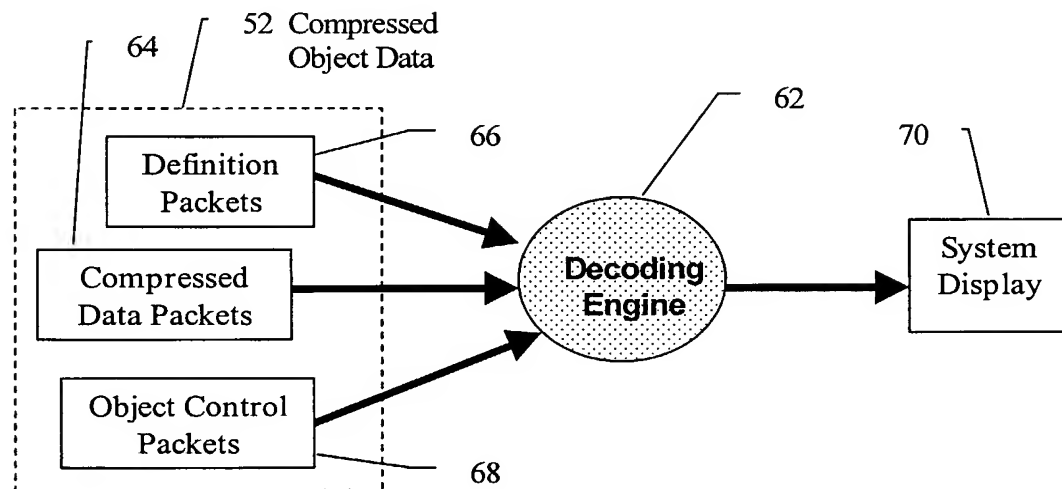 52 Compressed
Object Data
64
66
62
70
Definition
Packets
Compressed
Data Packets
Decoding
Engine
System
Display
Object Control
Packets
68